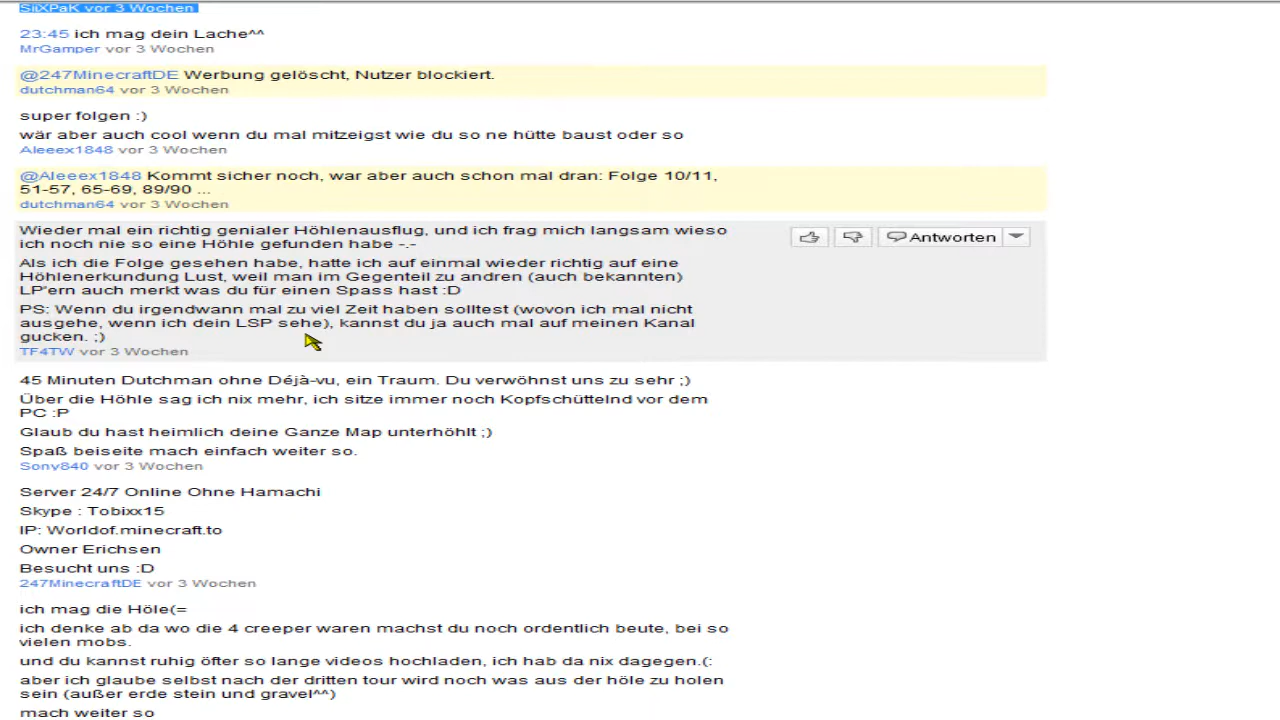 SiiXPaK vor 3 Wochen
23:45 ich mag dein Lache^^
MrGamper vor 3 Wochen
@247MinecraftDE Werbung gelöscht, Nutzer blockiert.
dutchman64 vor 3 Wochen
super folgen :)
wär aber auch cool wenn du mal mitzeigst wie du so ne hütte baust oder so
Aleeex1848 vor 3 Wochen
@Aleeex1848 Kommt sicher noch, war aber auch schon mal dran: Folge 10/11,
51-57, 65-69, 89/90 ...
dutchman64 vor 3 Wochen
Wieder mal ein richtig genialer Höhlenausflug, und ich frag mich langsam wieso
ich noch nie so eine Höhle gefunden habe -.-
Antworten
Als ich die Folge gesehen habe, hatte ich auf einmal wieder richtig auf eine
Höhlenerkundung Lust, weil man im Gegenteil zu andren (auch bekannten)
LP'ern auch merkt was du für einen Spass hast :D
PS: Wenn du irgendwann mal zu viel Zeit haben solltest (wovon ich mal nicht
ausgehe, wenn ich dein LSP sehe), kannst du ja auch mal auf meinen Kanal
gucken. ;)
TF4TW vor 3 Wochen
45 Minuten Dutchman ohne Déjà-vu, ein Traum. Du verwöhnst uns zu sehr ;)
Über die Höhle sag ich nix mehr, ich sitze immer noch Kopfschüttelnd vor dem
PC :P
Glaub du hast heimlich deine Ganze Map unterhöhlt ;)
Spaß beiseite mach einfach weiter so.
Sony840 vor 3 Wochen
Server 24/7 Online Ohne Hamachi
Skype : Tobixx15
IP: Worldof.minecraft.to
Owner Erichsen
Besucht uns :D
247MinecraftDE vor 3 Wochen
ich mag die Höle(=
ich denke ab da wo die 4 creeper waren machst du noch ordentlich beute, bei so
vielen mobs.
und du kannst ruhig öfter so lange videos hochladen, ich hab da nix dagegen.(:
aber ich glaube selbst nach der dritten tour wird noch was aus der höle zu holen
sein (außer erde stein und gravel^^)
mach weiter so